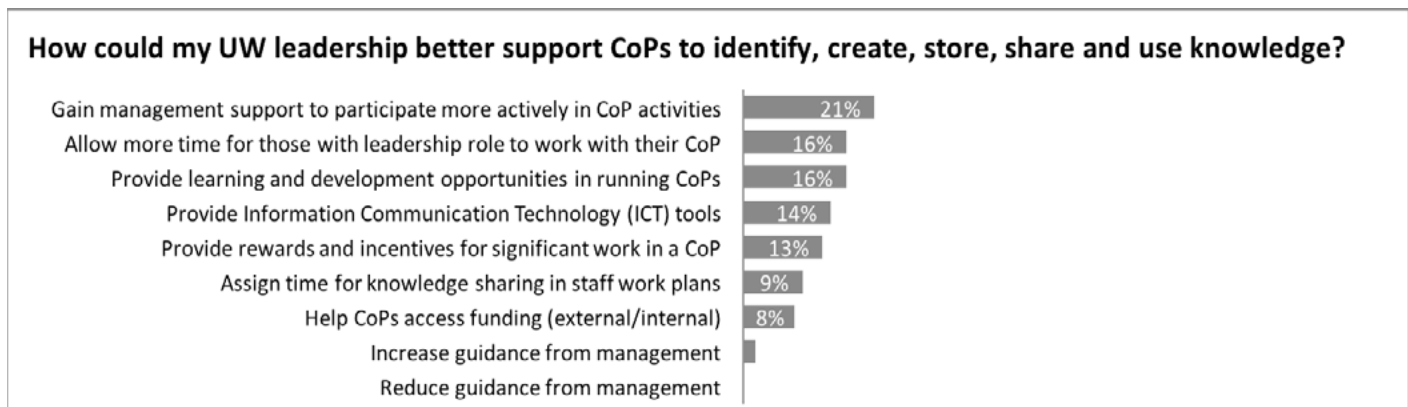 How could my UW leadership better support CoPs to identify, create, store, share and use knowledge?
Gain management support to participate more actively in CoP activities 21%
Allow more time for those with leadership role to work with their CoP 16%
Provide learning and development opportunities in running CoPs 16%
Provide Information Communication Technology (ICT) tools 14%
Provide rewards and incentives for significant work in a CoP 13%
Assign time for knowledge sharing in staff work plans 9%
Help CoPs access funding (external/internal) 8%
Increase guidance from management
Reduce guidance from management